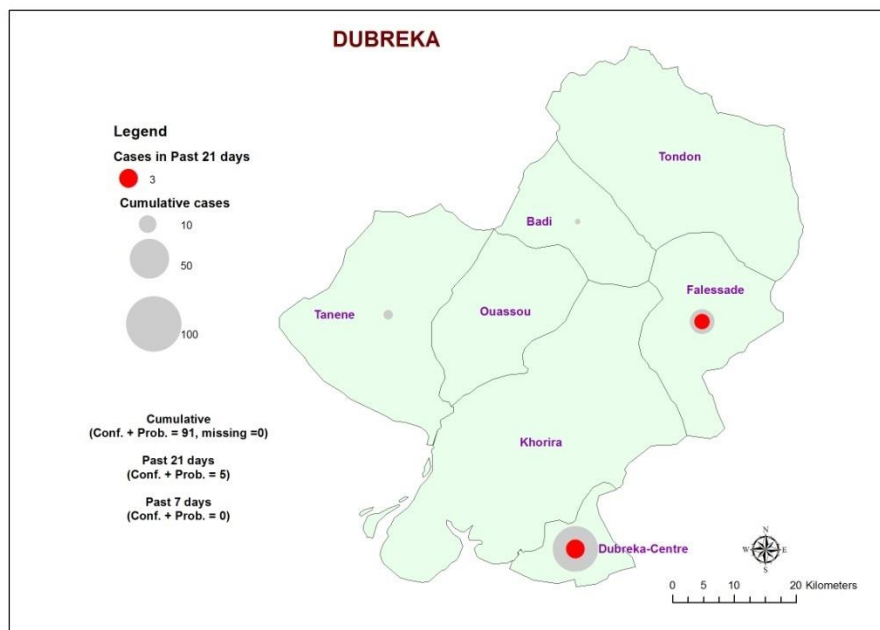 DUBREKA
Legend
Cases in Past 21 days
3
Cumulative cases
10
50
100
Cumulative
(Conf. + Prob. = 91, missing =0)
Past 21 days
(Conf. + Prob. = 5)
Past 7 days
(Conf. + Prob. = 0)
Tondon
Badi
Falessade
Tanene
Ouassou
Khorira
Dubreka-Centre
N
W E
S
0 5 10 20 Kilometers